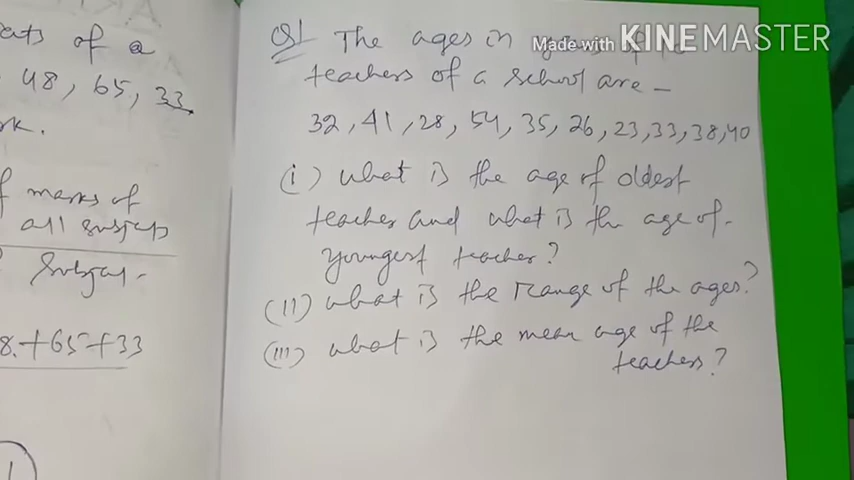 of a
48, 65, 33
marks of
all subjects
Subject
+65+33
Made with KINEMASTER
Q1 The ages in of 10
teachers of a school are –
32, 41, 28, 54, 35, 26, 23, 33, 38, 40
(i) what is the age of oldest
teacher and what is the age of
youngest teacher?
(II) what is the range of the ages?
(III) what is the mean age of the
teachers?